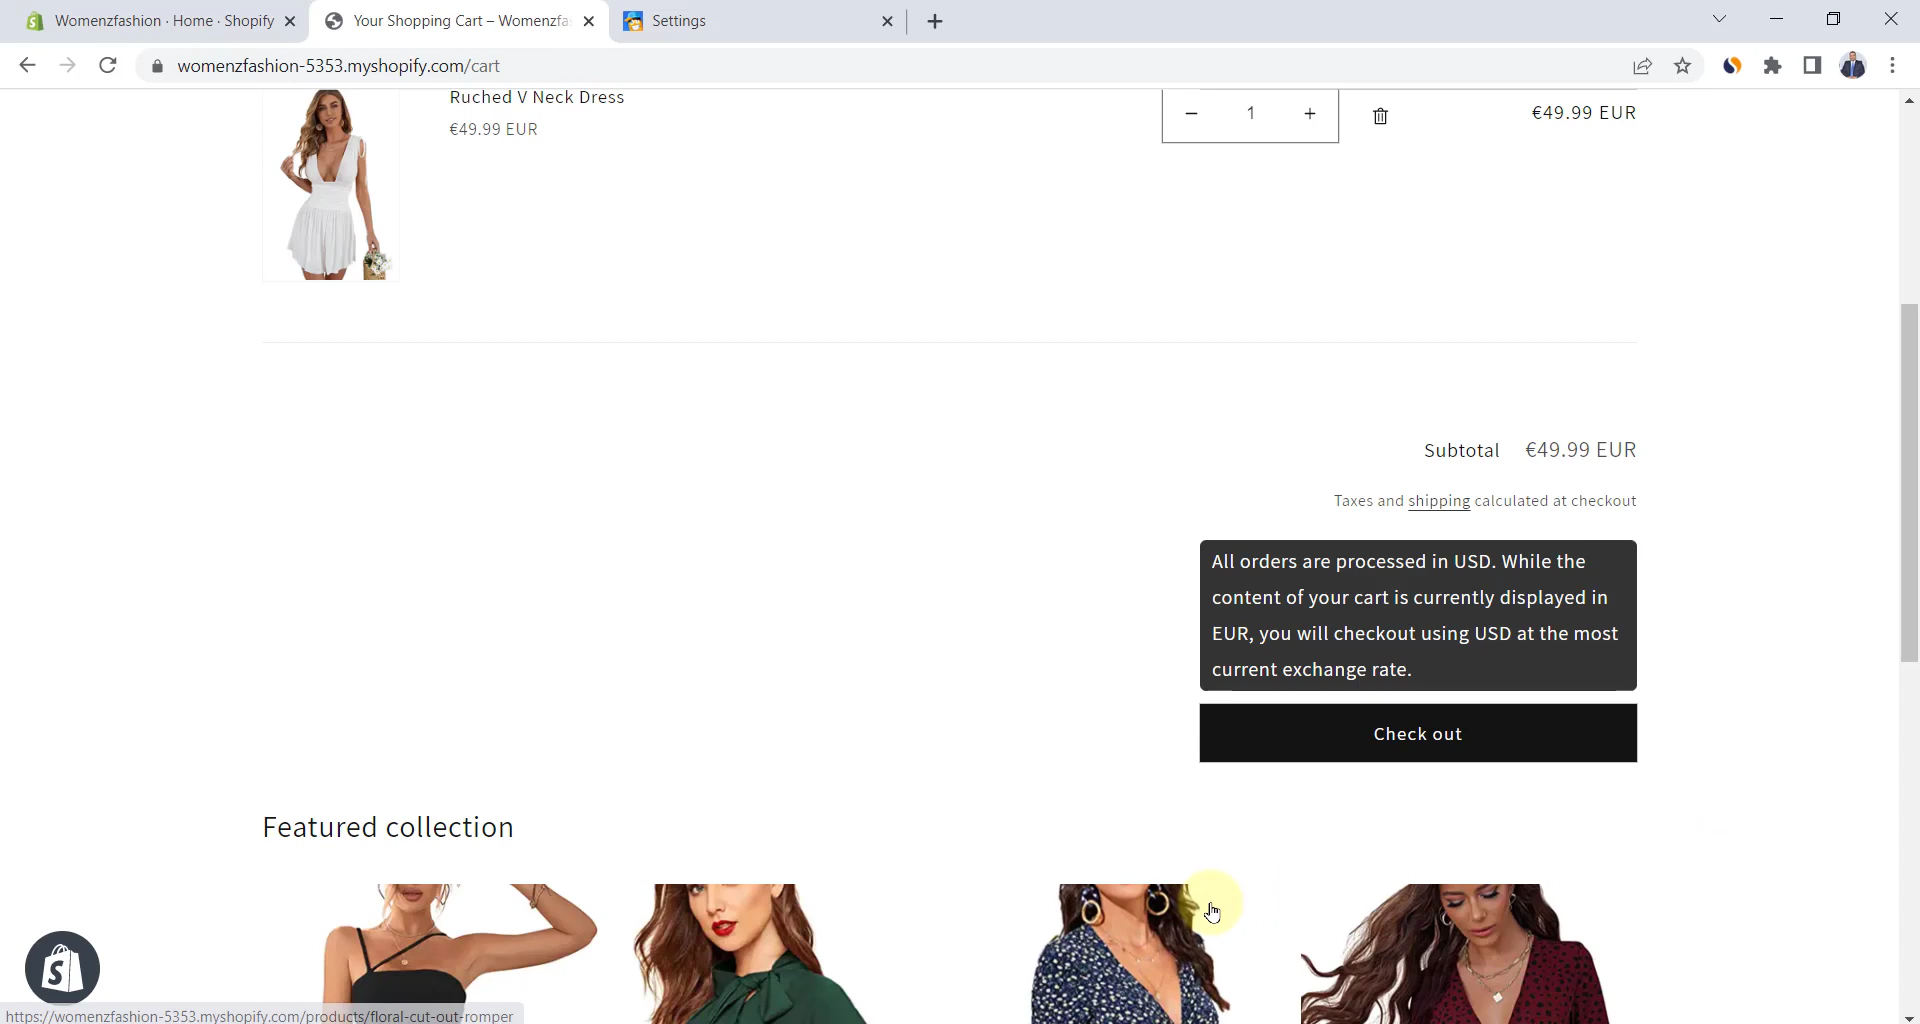 Womenzfashion · Home · Shopify
Your Shopping Cart – Womenzfa
Settings
womenzfashion-5353.myshopify.com/cart
Ruched V Neck Dress
€49.99 EUR
− 1 +
€49.99 EUR
Subtotal €49.99 EUR
Taxes and shipping calculated at checkout
All orders are processed in USD. While the
content of your cart is currently displayed in
EUR, you will checkout using USD at the most
current exchange rate.
Check out
Featured collection
https://womenzfashion-5353.myshopify.com/products/floral-cut-out-romper